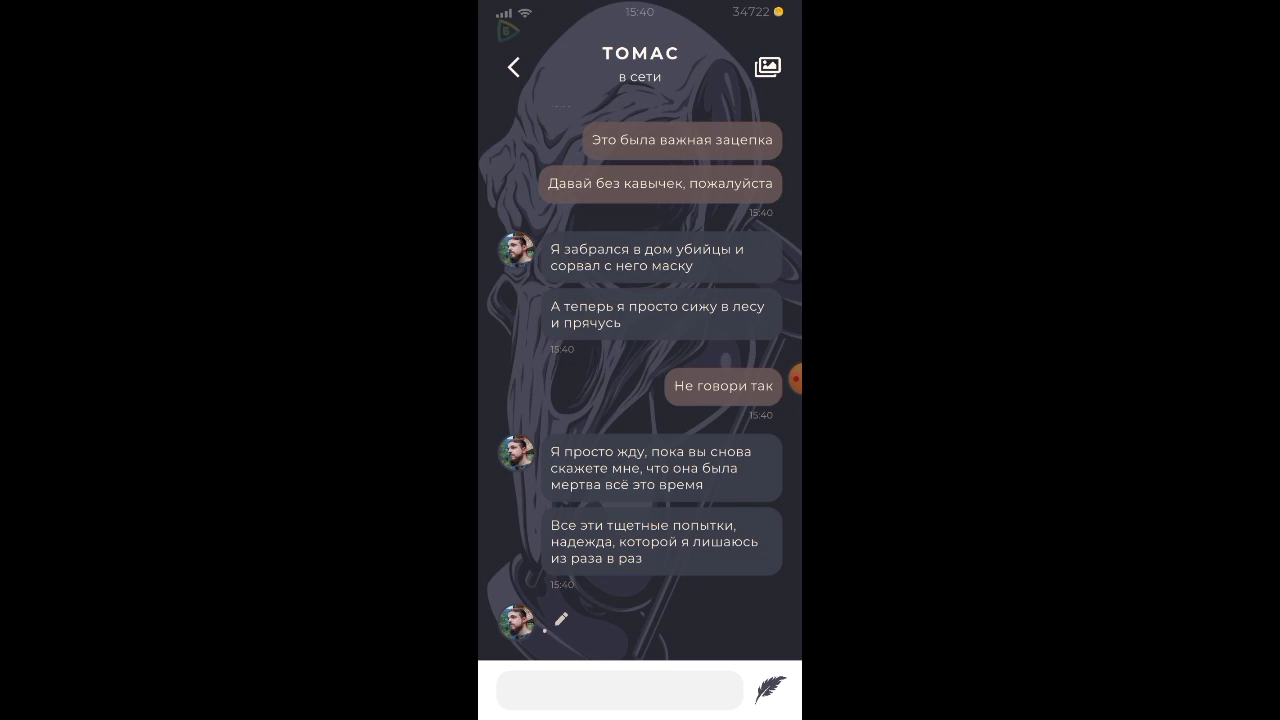 15:40
34722
ТОМАС
в сети
Это была важная зацепка
Давай без кавычек, пожалуйста
15:40
Я забрался в дом убийцы и
сорвал с него маску
А теперь я просто сижу в лесу
и прячусь
15:40
Не говори так
15:40
Я просто жду, пока вы снова
скажете мне, что она была
мертва всё это время
Все эти тщетные попытки,
надежда, которой я лишаюсь
из раза в раз
15:40